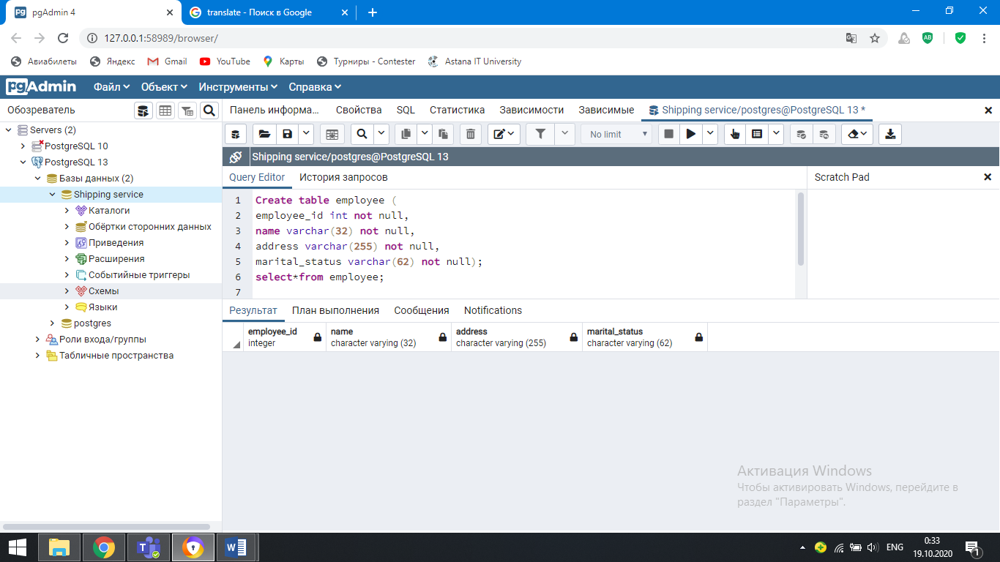 pgAdmin 4
translate - Поиск в Google
127.0.0.1:58989/browser/
Авиабилеты Яндекс Gmail YouTube Карты Турниры - Contester Astana IT University
pgAdmin Файл Объект Инструменты Справка
Обозреватель
Панель информа... Свойства SQL Статистика Зависимости Зависимые Shipping service/postgres@PostgreSQL 13 *
No limit
Servers (2)
PostgreSQL 10
PostgreSQL 13
Базы данных (2)
Shipping service
Каталоги
Обёртки сторонних данных
Приведения
Расширения
Событийные триггеры
Схемы
Языки
postgres
Роли входа/группы
Табличные пространства
Shipping service/postgres@PostgreSQL 13
Query Editor История запросов
Scratch Pad
1 Create table employee (
2 employee_id int not null,
3 name varchar(32) not null,
4 address varchar(255) not null,
5 marital_status varchar(62) not null);
6 select*from employee;
7
Результат План выполнения Сообщения Notifications
employee_id name address marital_status
integer character varying (32) character varying (255) character varying (62)
Активация Windows
Чтобы активировать Windows, перейдите в
раздел "Параметры".
ENG
0:33
19.10.2020
1